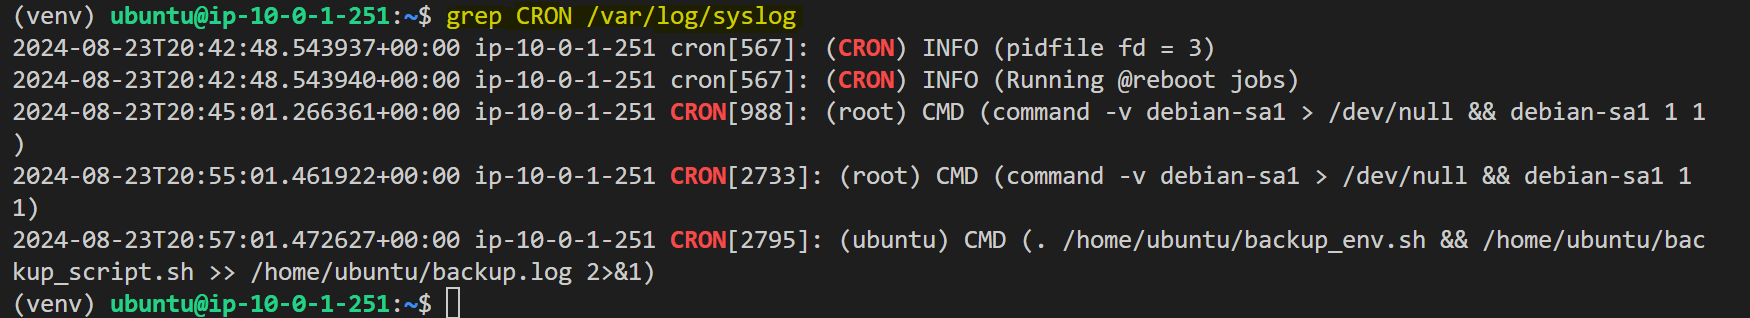 (venv) ubuntu@ip-10-0-1-251:~$ grep CRON /var/log/syslog
2024-08-23T20:42:48.543937+00:00 ip-10-0-1-251 cron[567]: (CRON) INFO (pidfile fd = 3)
2024-08-23T20:42:48.543940+00:00 ip-10-0-1-251 cron[567]: (CRON) INFO (Running @reboot jobs)
2024-08-23T20:45:01.266361+00:00 ip-10-0-1-251 CRON[988]: (root) CMD (command -v debian-sa1 > /dev/null && debian-sa1 1 1
)
2024-08-23T20:55:01.461922+00:00 ip-10-0-1-251 CRON[2733]: (root) CMD (command -v debian-sa1 > /dev/null && debian-sa1 1
1)
2024-08-23T20:57:01.472627+00:00 ip-10-0-1-251 CRON[2795]: (ubuntu) CMD (. /home/ubuntu/backup_env.sh && /home/ubuntu/bac
kup_script.sh >> /home/ubuntu/backup.log 2>&1)
(venv) ubuntu@ip-10-0-1-251:~$